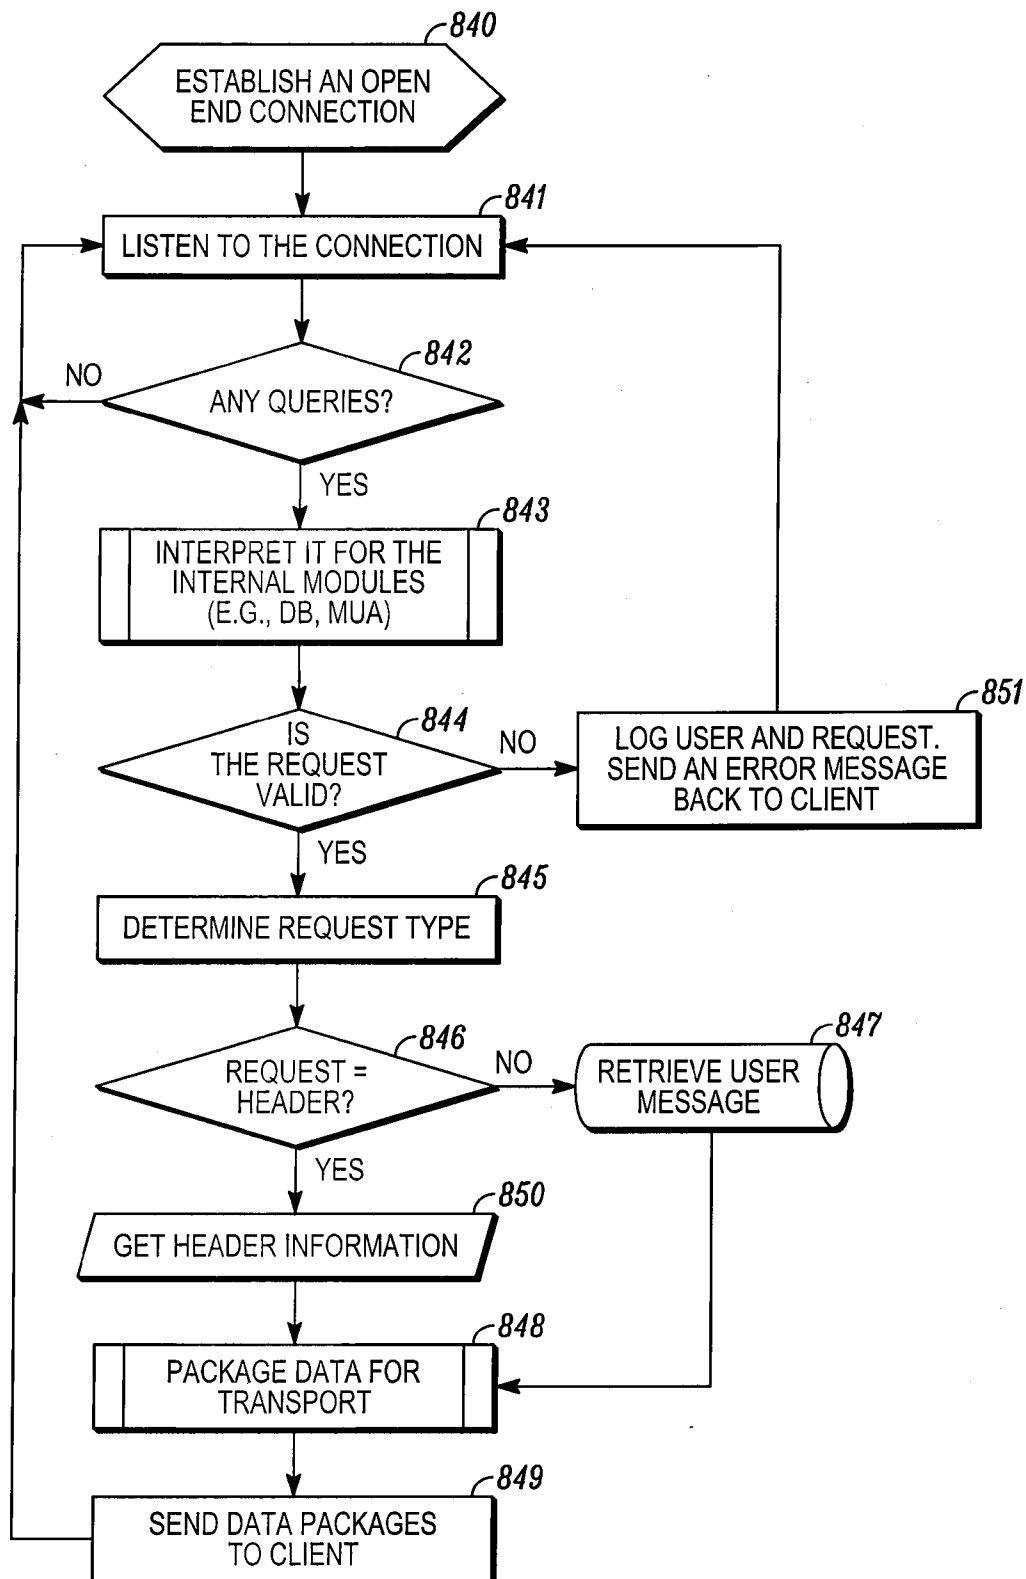 840
ESTABLISH AN OPEN
END CONNECTION
841
LISTEN TO THE CONNECTION
842
NO
ANY QUERIES?
YES
843
INTERPRET IT FOR THE
INTERNAL MODULES
(E.G., DB, MUA)
844
IS
THE REQUEST
VALID?
NO
851
LOG USER AND REQUEST.
SEND AN ERROR MESSAGE
BACK TO CLIENT
YES
845
DETERMINE REQUEST TYPE
846
REQUEST =
HEADER?
NO
847
RETRIEVE USER
MESSAGE
YES
850
GET HEADER INFORMATION
848
PACKAGE DATA FOR
TRANSPORT
849
SEND DATA PACKAGES
TO CLIENT